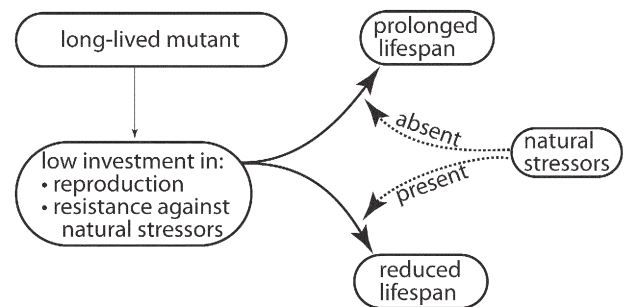 long-lived mutant
low investment in:
• reproduction
• resistance against
natural stressors
prolonged
lifespan
absent
natural
stressors
present
reduced
lifespan